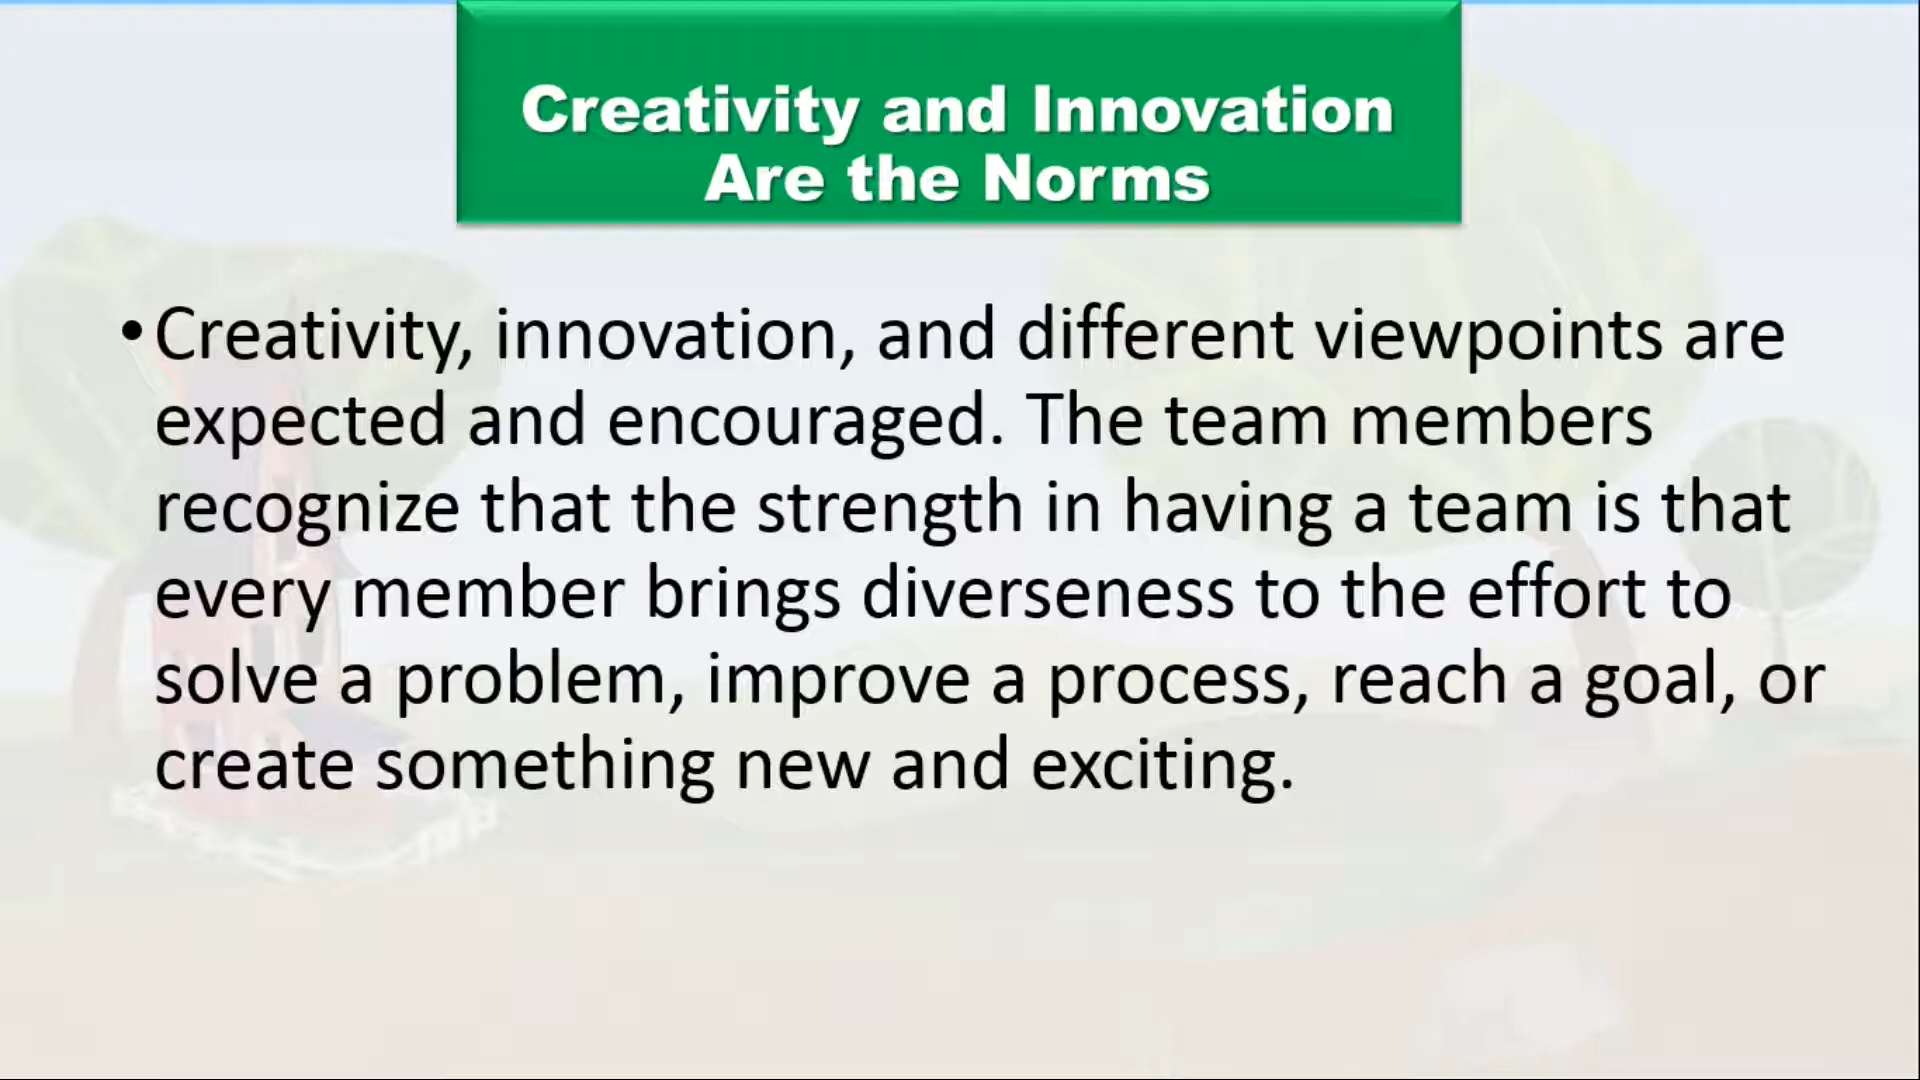 Creativity and Innovation
Are the Norms
•Creativity, innovation, and different viewpoints are
expected and encouraged. The team members
recognize that the strength in having a team is that
every member brings diverseness to the effort to
solve a problem, improve a process, reach a goal, or
create something new and exciting.